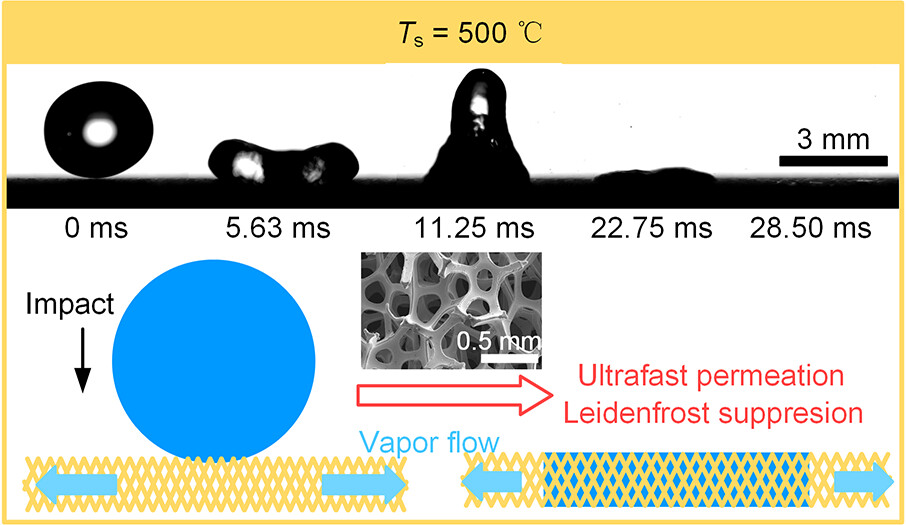 Ts = 500 ℃
3 mm
0 ms
5.63 ms
11.25 ms
22.75 ms
28.50 ms
Impact
0.5 mm
Ultrafast permeation
Leidenfrost suppresion
Vapor flow